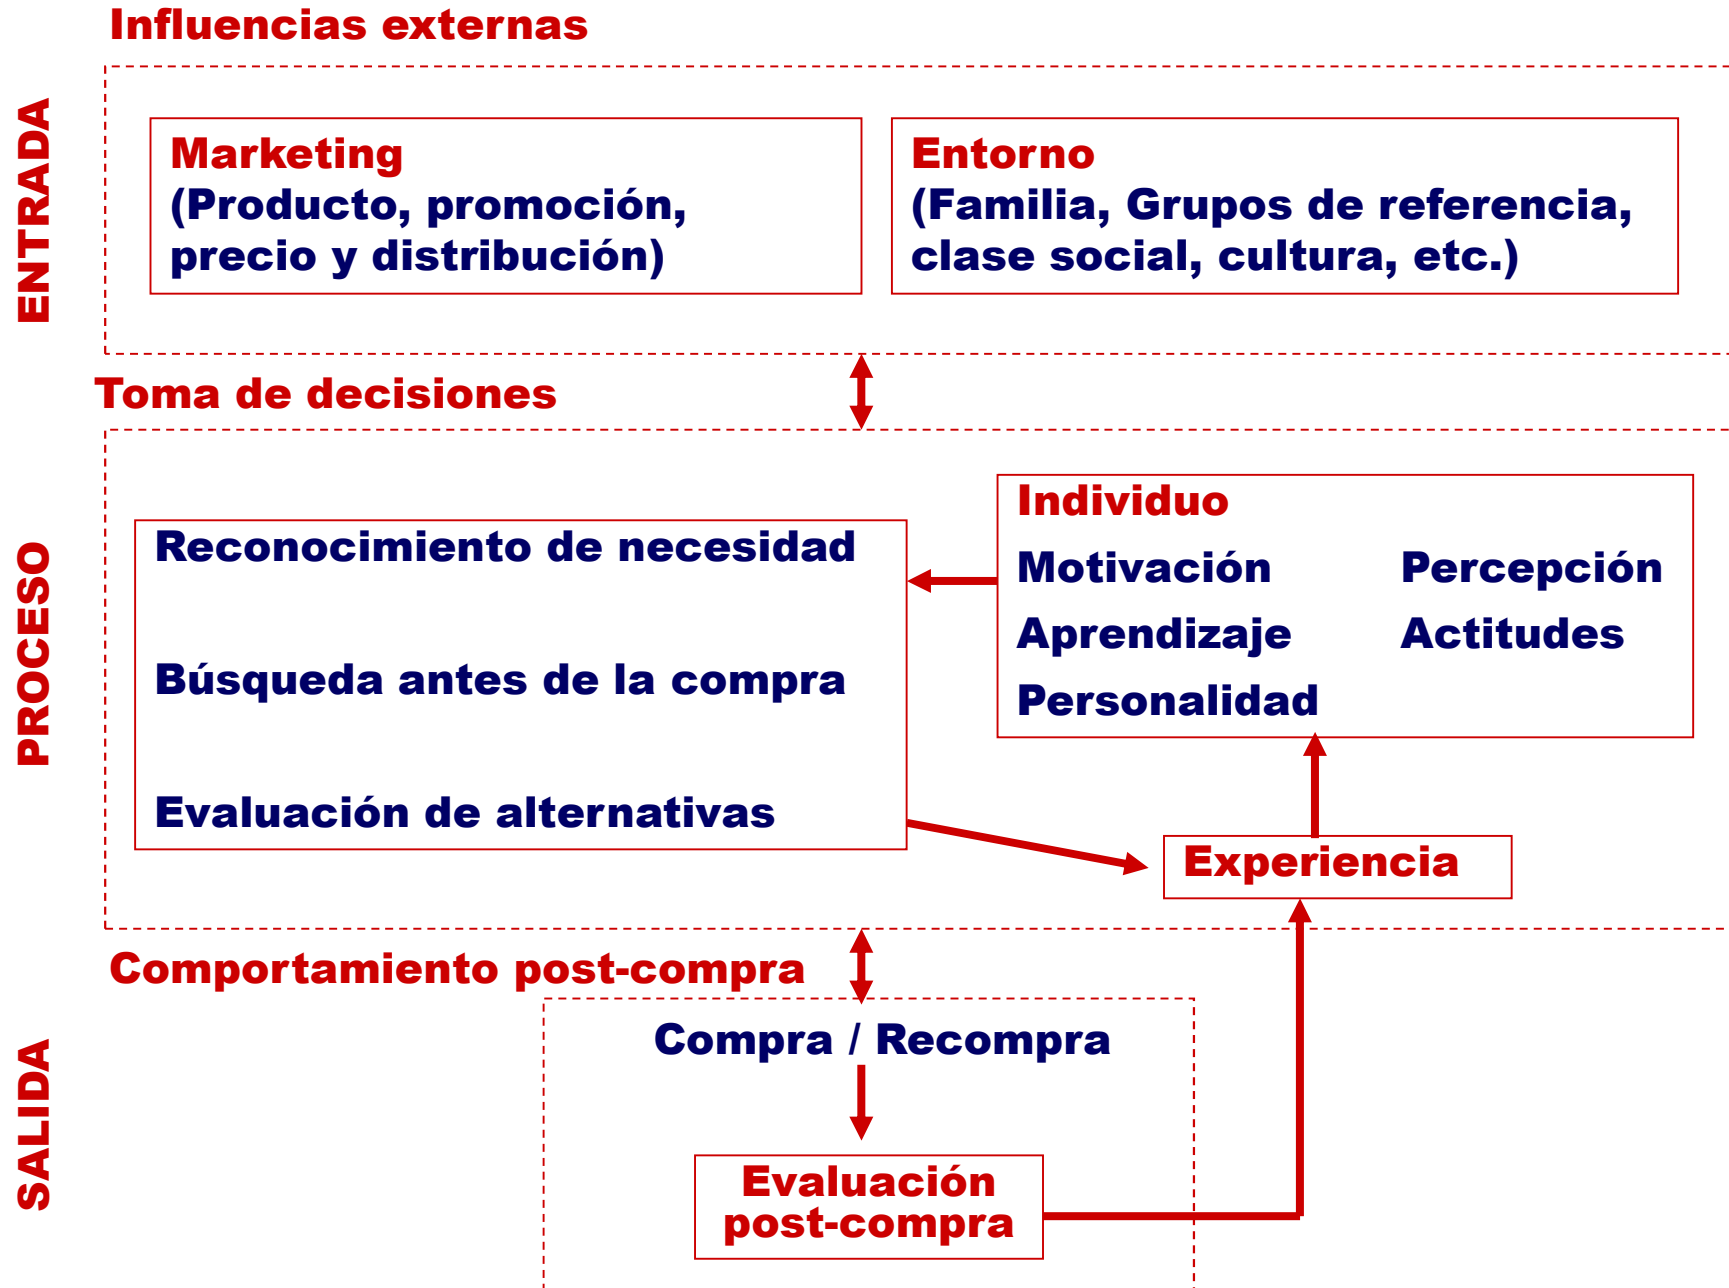 Influencias externas
ENTRADA
Marketing
(Producto, promoción,
precio y distribución)
Entorno
(Familia, Grupos de referencia,
clase social, cultura, etc.)
Toma de decisiones
PROCESO
Reconocimiento de necesidad
Búsqueda antes de la compra
Evaluación de alternativas
Individuo
Motivación Percepción
Aprendizaje Actitudes
Personalidad
Experiencia
Comportamiento post-compra
SALIDA
Compra / Recompra
Evaluación
post-compra